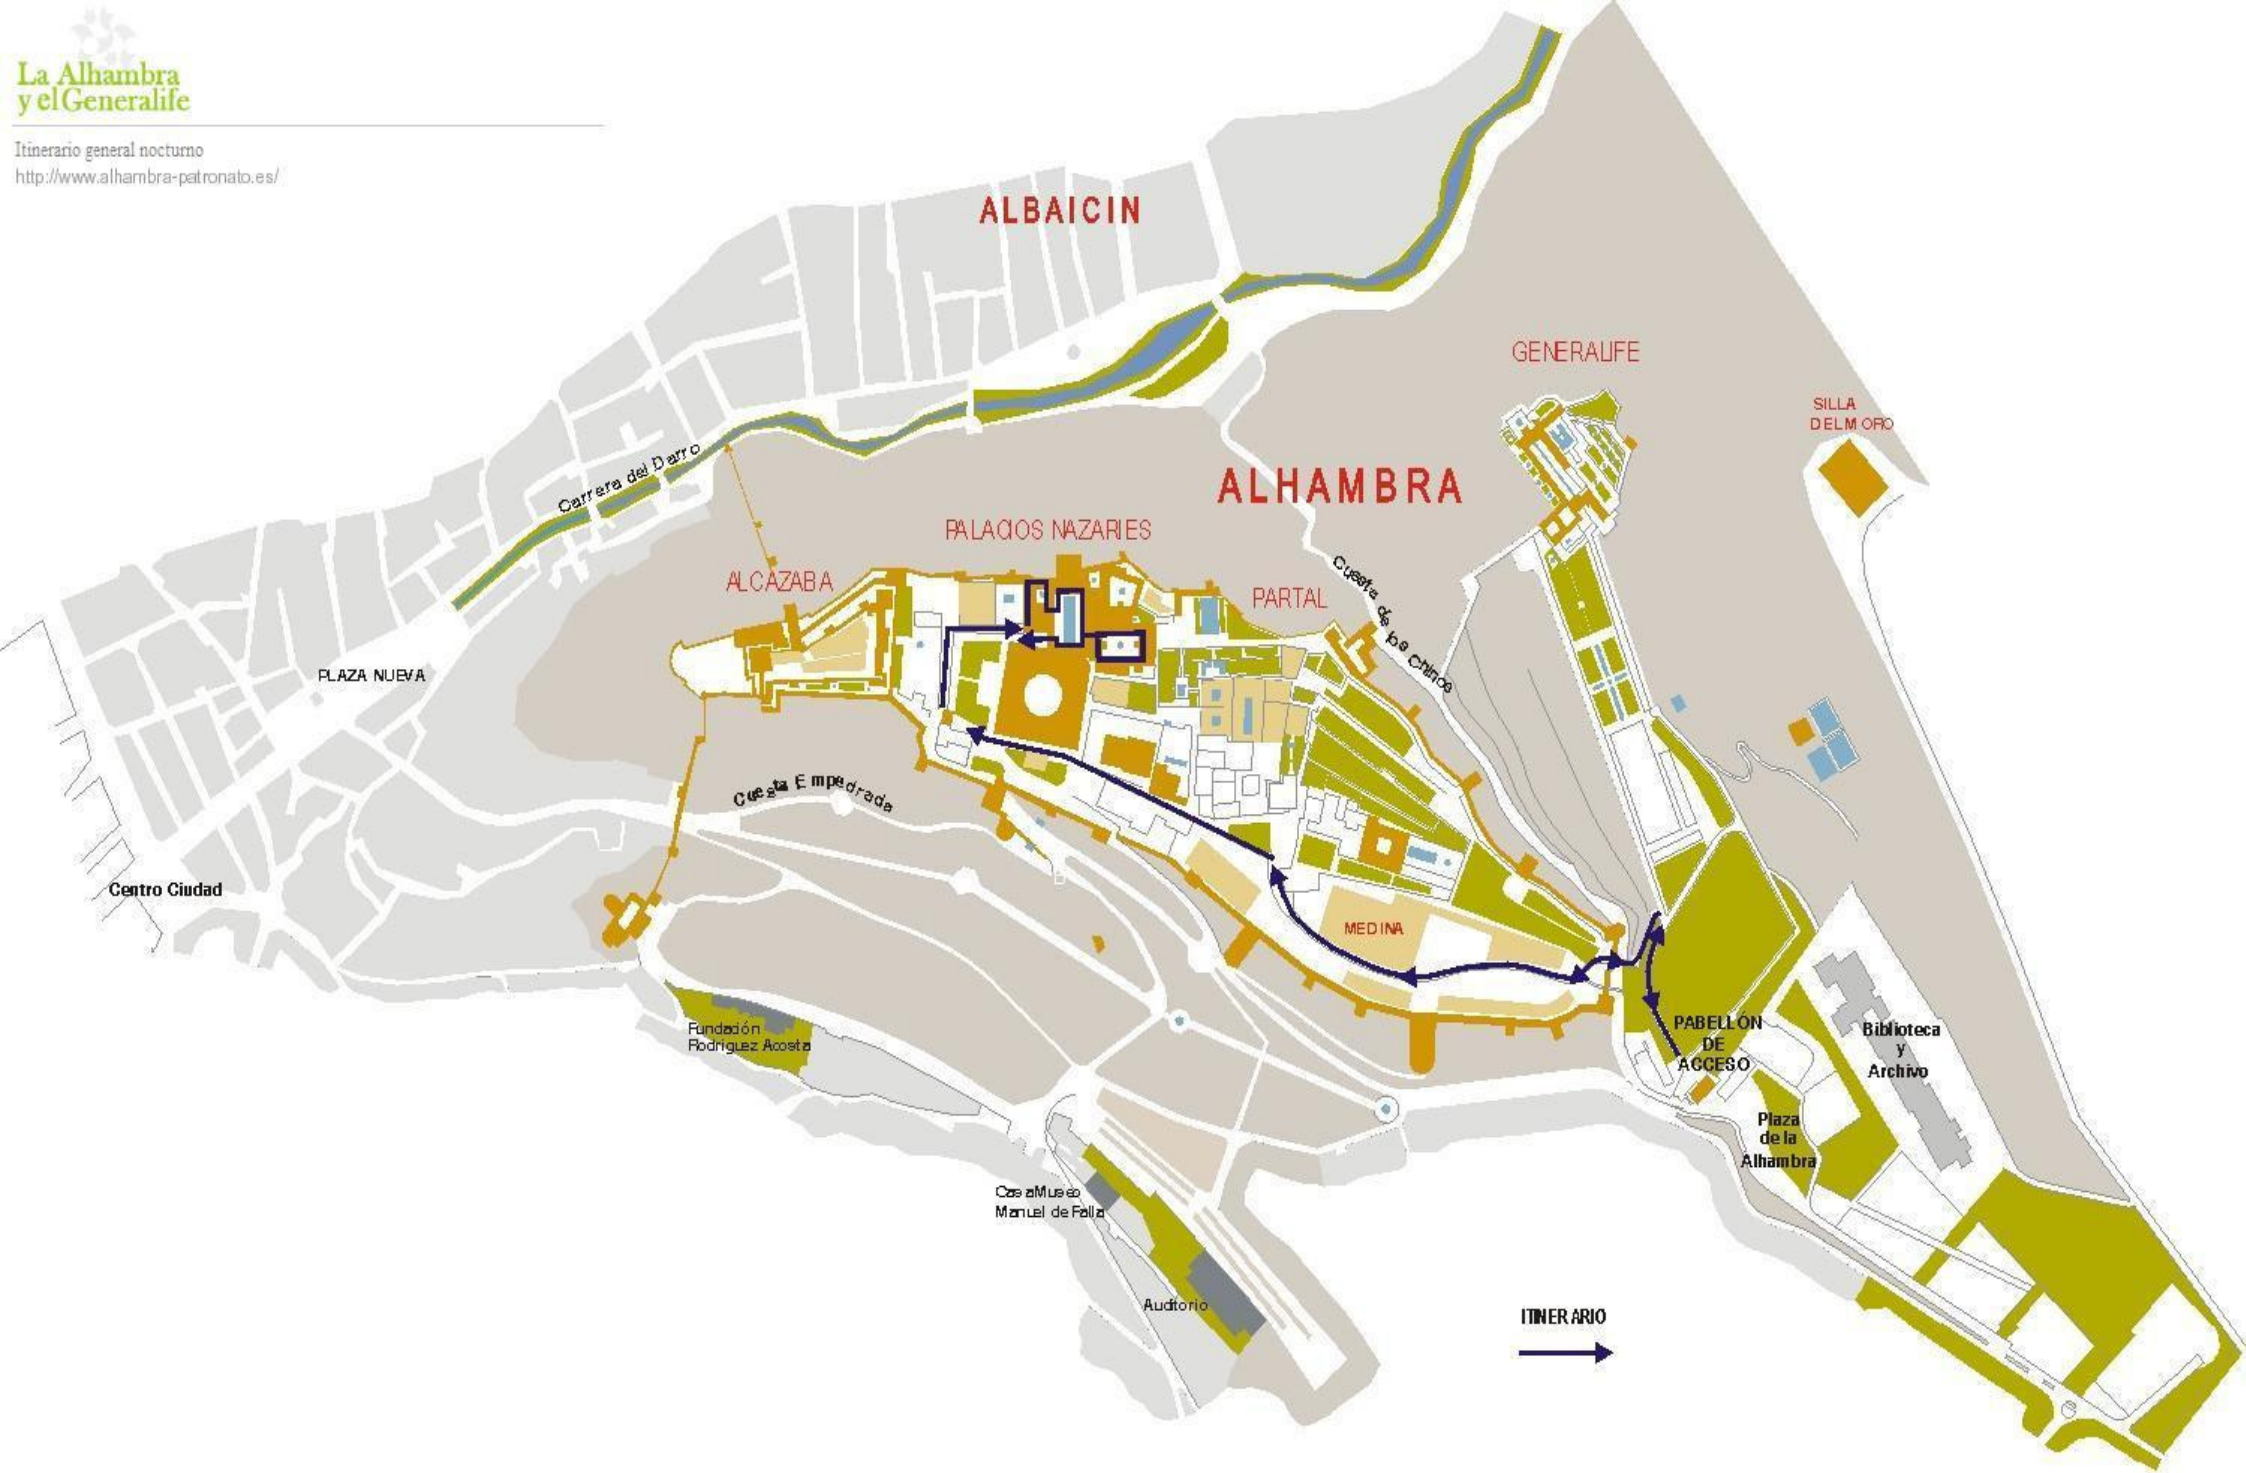 La Alhambra
y el Generalife
Itinerario general nocturno
http://www.alhambra-patronato.es/
ALBAICIN
GENERALIFE
SILLA
DEL MORO
Carrera del Darro
ALHAMBRA
PALACIOS NAZARIES
ALCAZABA
PARTAL
Cuesta de los Chinos
PLAZA NUEVA
Cuesta Empedrada
Centro Ciudad
MEDINA
Fundación
Rodríguez Acosta
PABELLÓN
DE
ACCESO
Biblioteca
y
Archivo
Plaza
de la
Alhambra
Casa Museo
Manuel de Falla
Auditorio
ITINERARIO